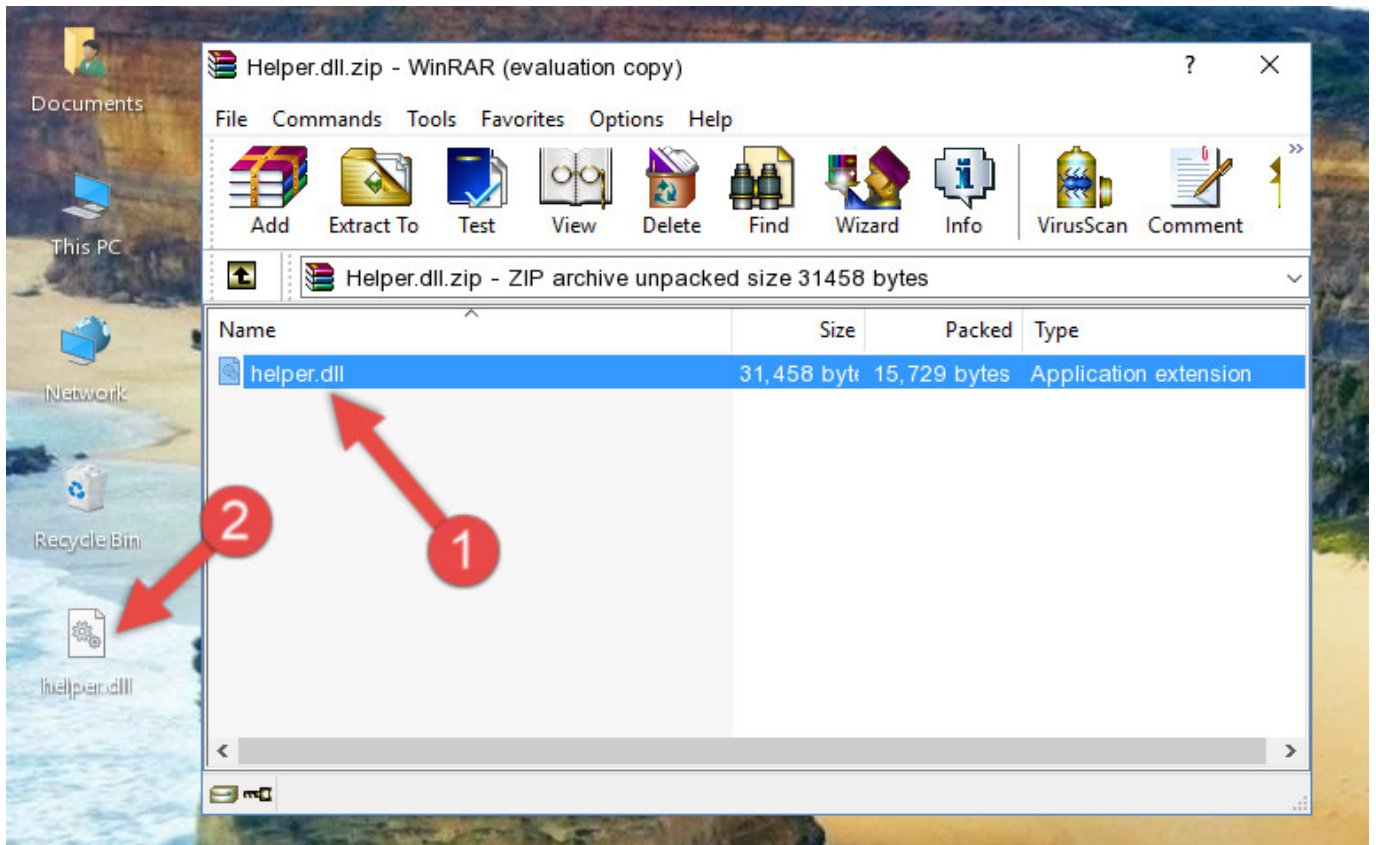 Documents
This PC
Network
Recycle Bin
helper.dll
Helper.dll.zip - WinRAR (evaluation copy)
?
File Commands Tools Favorites Options Help
Add Extract To Test View Delete Find Wizard Info VirusScan Comment
Helper.dll.zip - ZIP archive unpacked size 31458 bytes
Name Size Packed Type
helper.dll 31,458 byte 15,729 bytes Application extension
1
2